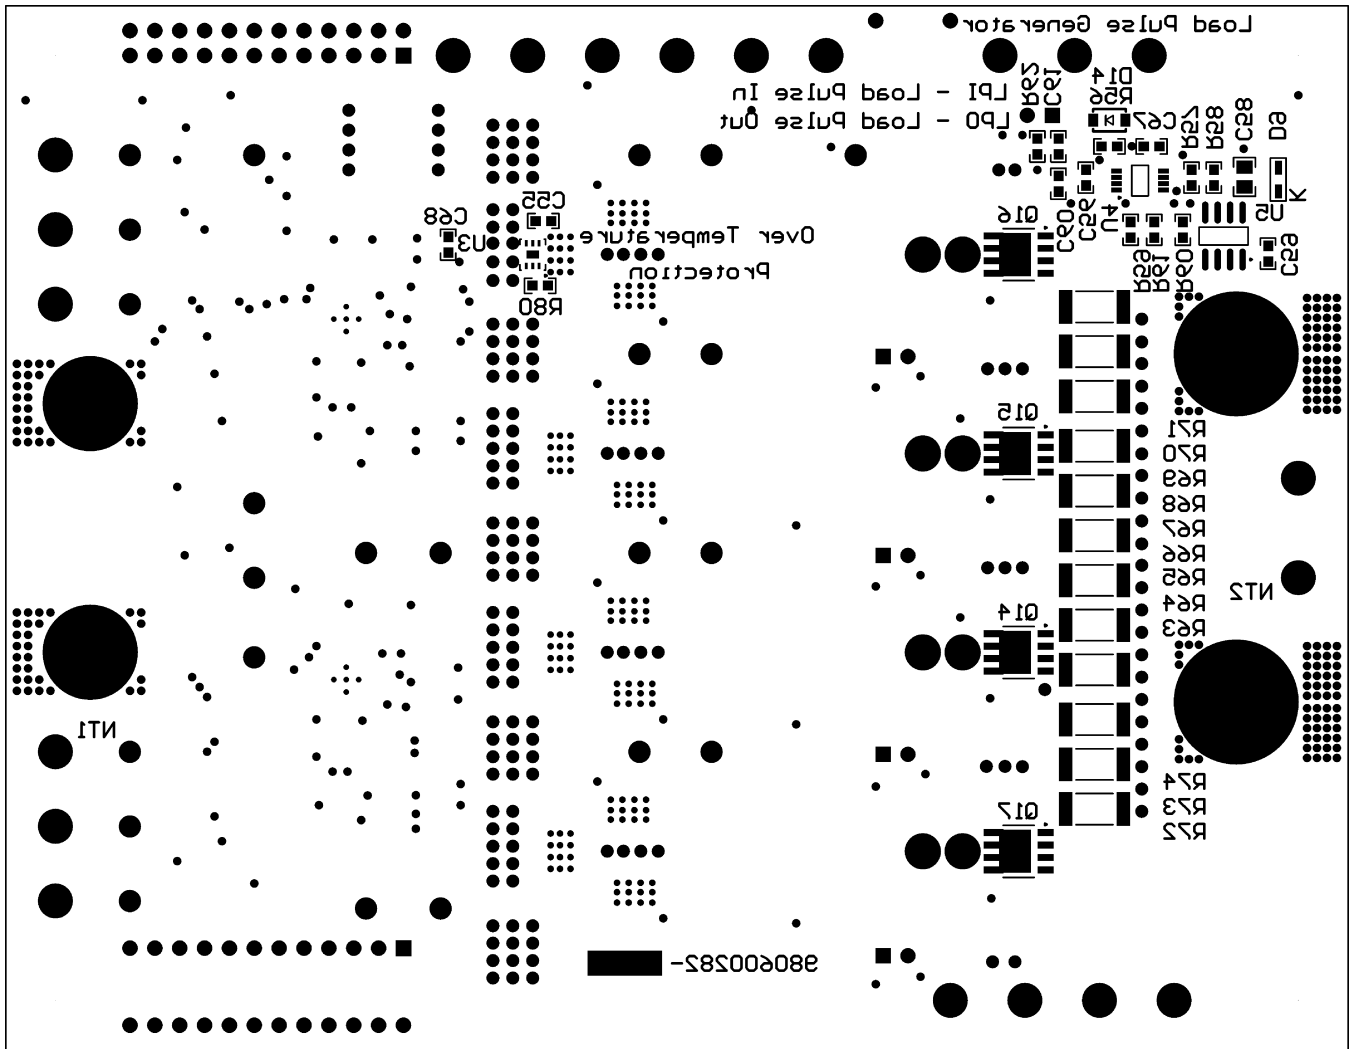 Load Pulse Generator
LPI - Load Pulse In
LPO - Load Pulse Out
R62
C61
D14
R56
C67
R57
R58
C58
D9
K
C55
C68
U3
R80
Over Temperature
Protection
Q16
C60
C56
U4
U5
C59
R59
R61
R60
Q15
R71
R70
R69
R68
R67
R66
R65
R64
R63
NT2
Q14
NT1
R74
R73
R72
Q17
980600282-